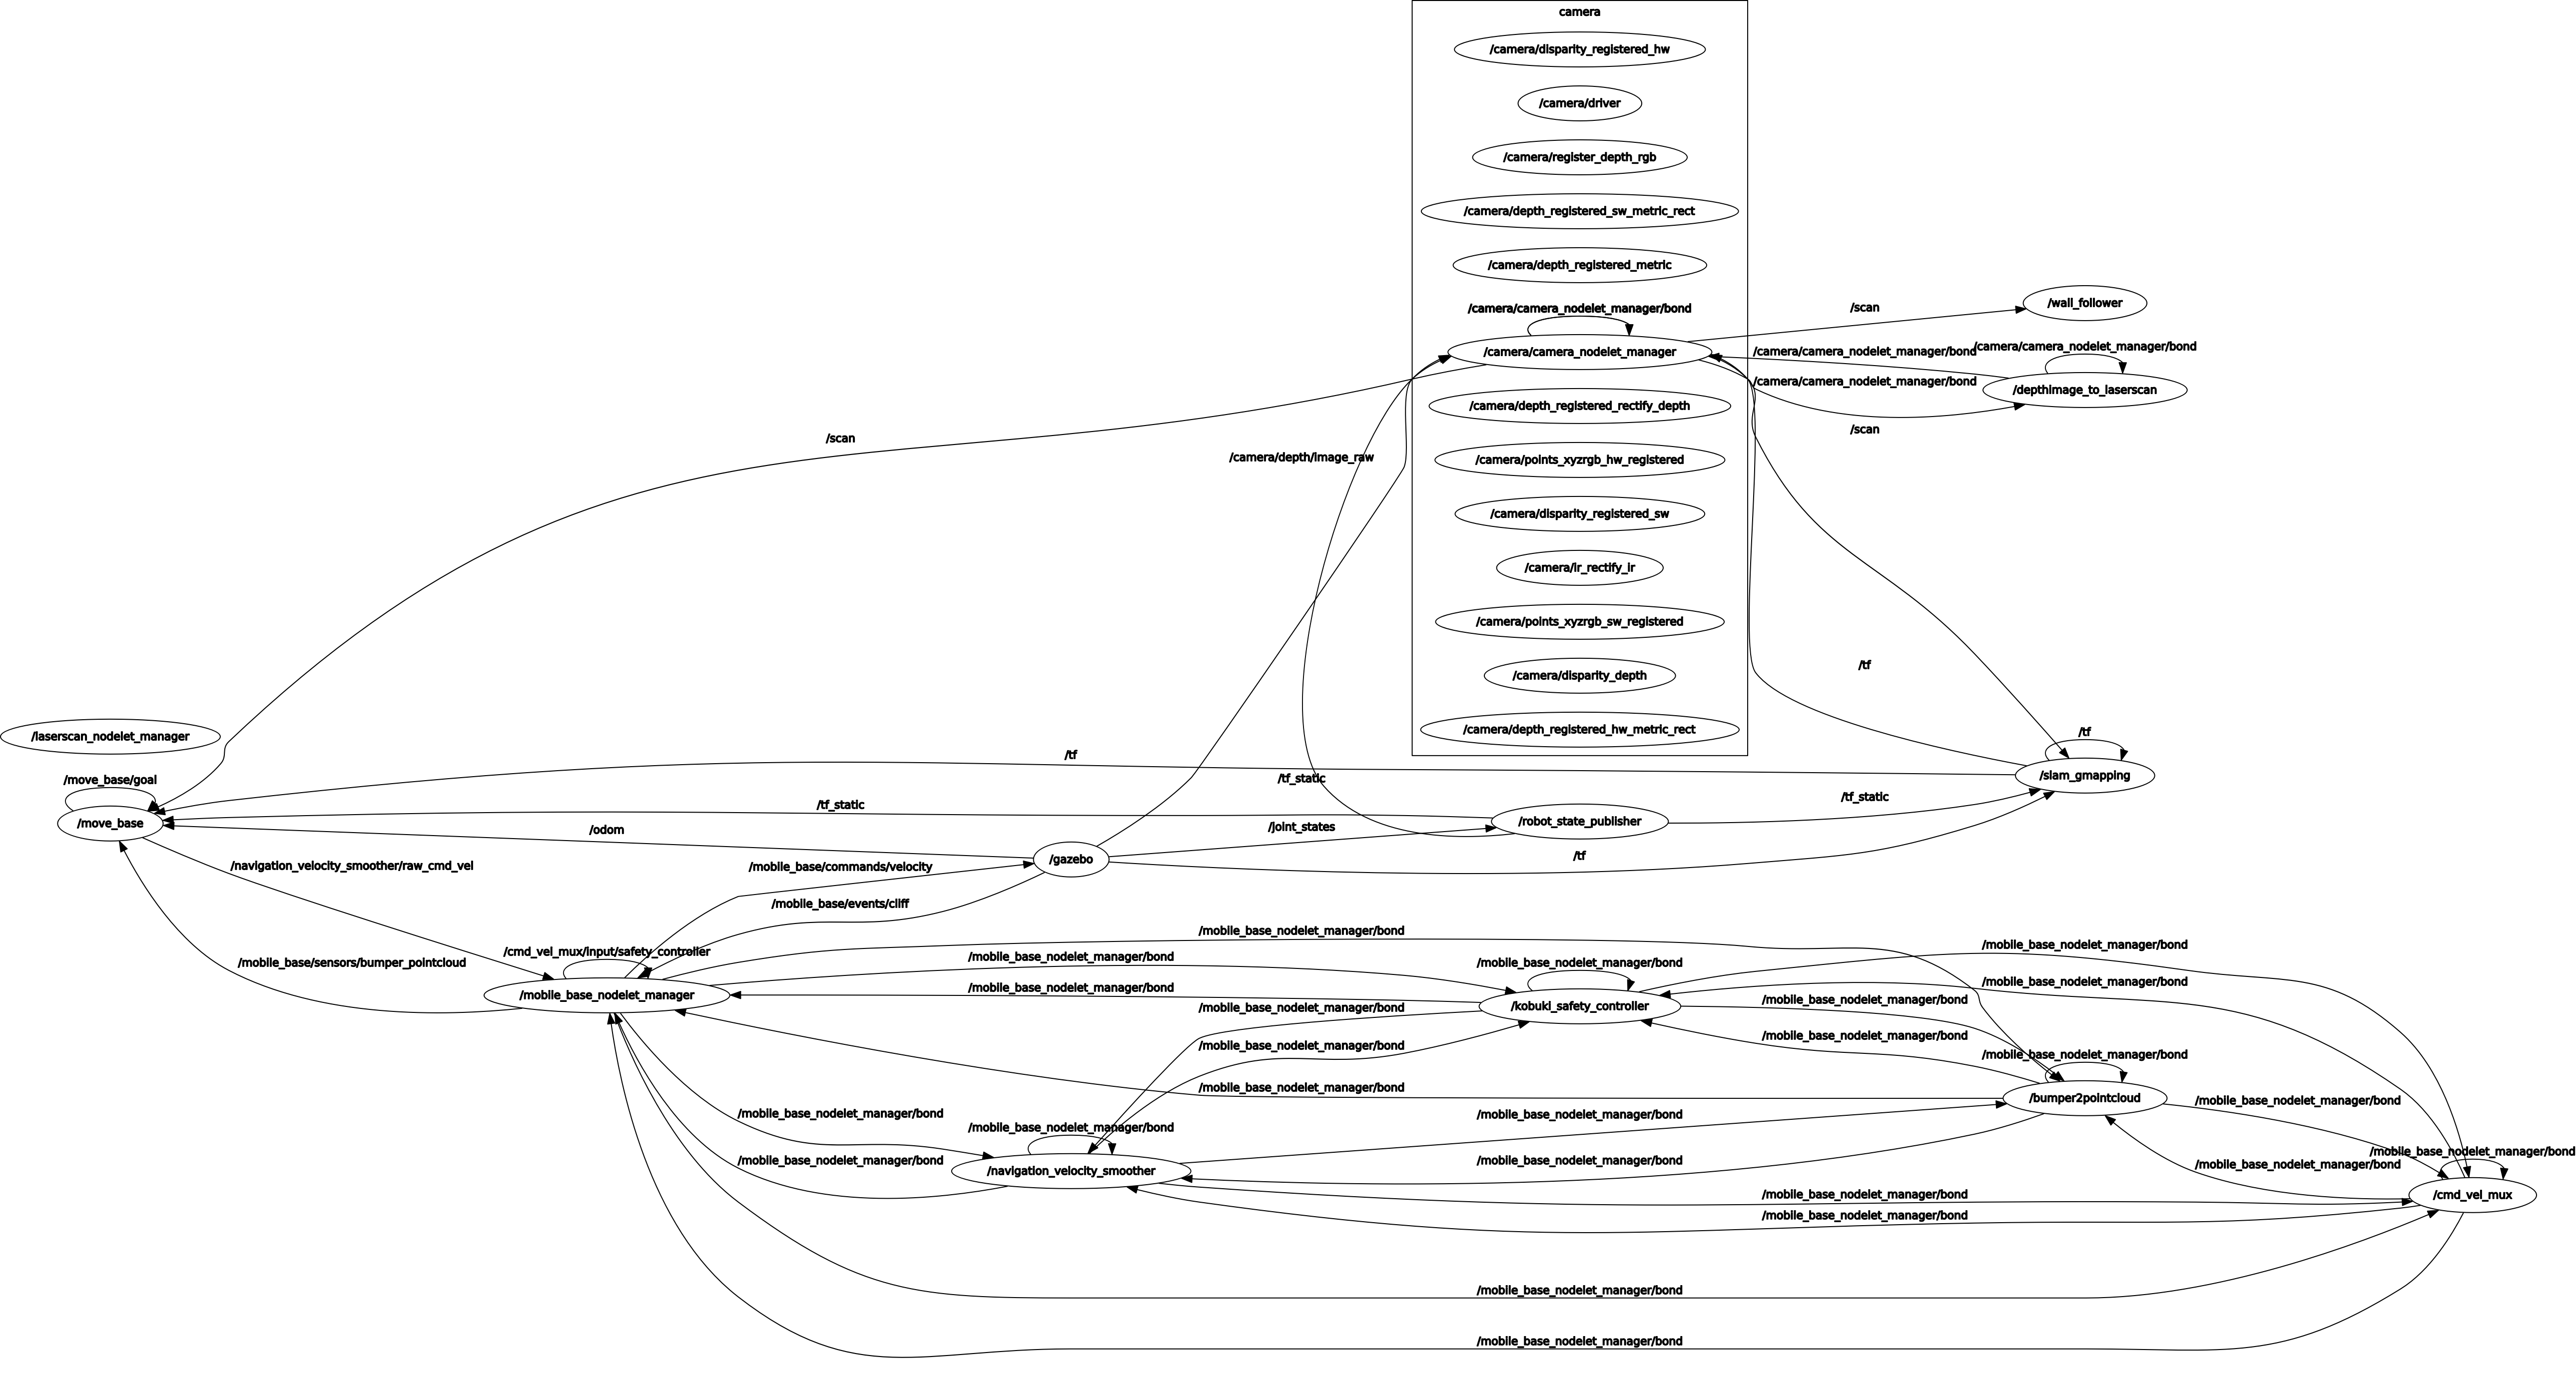 camera
/camera/disparity_registered_hw
/camera/driver
/camera/register_depth_rgb
/camera/depth_registered_sw_metric_rect
/camera/depth_registered_metric
/camera/camera_nodelet_manager/bond
/scan
/wall_follower
/camera/camera_nodelet_manager
/camera/camera_nodelet_manager/bond
/camera/camera_nodelet_manager/bond
/camera/camera_nodelet_manager/bond
/depthimage_to_laserscan
/camera/depth_registered_rectify_depth
/scan
/scan
/camera/depth/image_raw
/camera/points_xyzrgb_hw_registered
/camera/disparity_registered_sw
/camera/ir_rectify_ir
/camera/points_xyzrgb_sw_registered
/tf
/camera/disparity_depth
/camera/depth_registered_hw_metric_rect
/laserscan_nodelet_manager
/tf
/tf
/move_base/goal
/tf_static
/slam_gmapping
/tf_static
/tf_static
/move_base
/odom
/joint_states
/robot_state_publisher
/gazebo
/tf
/navigation_velocity_smoother/raw_cmd_vel
/mobile_base/commands/velocity
/mobile_base/events/cliff
/mobile_base_nodelet_manager/bond
/cmd_vel_mux/input/safety_controller
/mobile_base_nodelet_manager/bond
/mobile_base_nodelet_manager/bond
/mobile_base/sensors/bumper_pointcloud
/mobile_base_nodelet_manager/bond
/mobile_base_nodelet_manager/bond
/mobile_base_nodelet_manager
/mobile_base_nodelet_manager/bond
/mobile_base_nodelet_manager/bond
/mobile_base_nodelet_manager/bond
/kobuki_safety_controller
/mobile_base_nodelet_manager/bond
/mobile_base_nodelet_manager/bond
/mobile_base_nodelet_manager/bond
/mobile_base_nodelet_manager/bond
/bumper2pointcloud
/mobile_base_nodelet_manager/bond
/mobile_base_nodelet_manager/bond
/mobile_base_nodelet_manager/bond
/mobile_base_nodelet_manager/bond
/mobile_base_nodelet_manager/bond
/mobile_base_nodelet_manager/bond
/mobile_base_nodelet_manager/bond
/mobile_base_nodelet_manager/bond
/navigation_velocity_smoother
/mobile_base_nodelet_manager/bond
/cmd_vel_mux
/mobile_base_nodelet_manager/bond
/mobile_base_nodelet_manager/bond
/mobile_base_nodelet_manager/bond